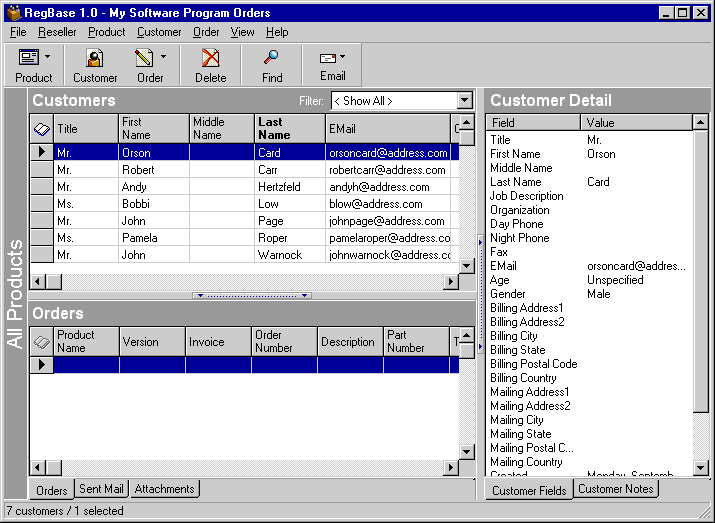 RegBase 1.0 - My Software Program Orders
File Reseller Product Customer Order View Help
Product Customer Order Delete Find Email
All Products
Customers Filter: < Show All >
Title First Name Middle Name Last Name EMail
Mr. Orson Card orsoncard@address.com
Mr. Robert Carr robertcarr@address.com
Mr. Andy Hertzfeld andyh@address.com
Ms. Bobbi Low blow@address.com
Mr. John Page johnpage@address.com
Ms. Pamela Roper pamelaroper@address.co
Mr. John Warnock johnwarnock@address.co
Orders
Product Name Version Invoice Order Number Description Part Number T
Orders Sent Mail Attachments
Customer Detail
Field Value
Title Mr.
First Name Orson
Middle Name
Last Name Card
Job Description
Organization
Day Phone
Night Phone
Fax
EMail orsoncard@addres...
Age Unspecified
Gender Male
Billing Address1
Billing Address2
Billing City
Billing State
Billing Postal Code
Billing Country
Mailing Address1
Mailing Address2
Mailing City
Mailing State
Mailing Postal C...
Mailing Country
Created Monday, Septemb...
Customer Fields Customer Notes
7 customers / 1 selected